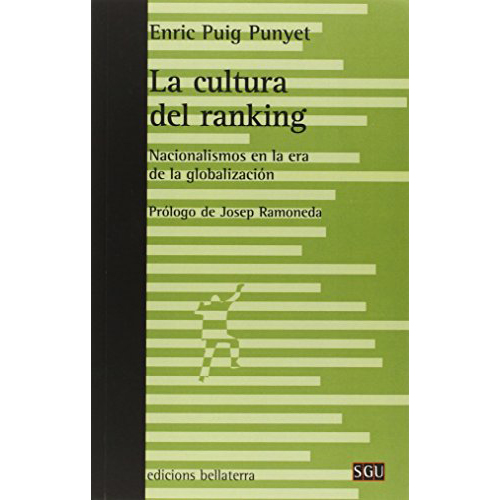 Enric Puig Punyet
La cultura
del ranking
Nacionalismos en la era
de la globalización
Prólogo de Josep Ramoneda
edicions bellaterra
SGU